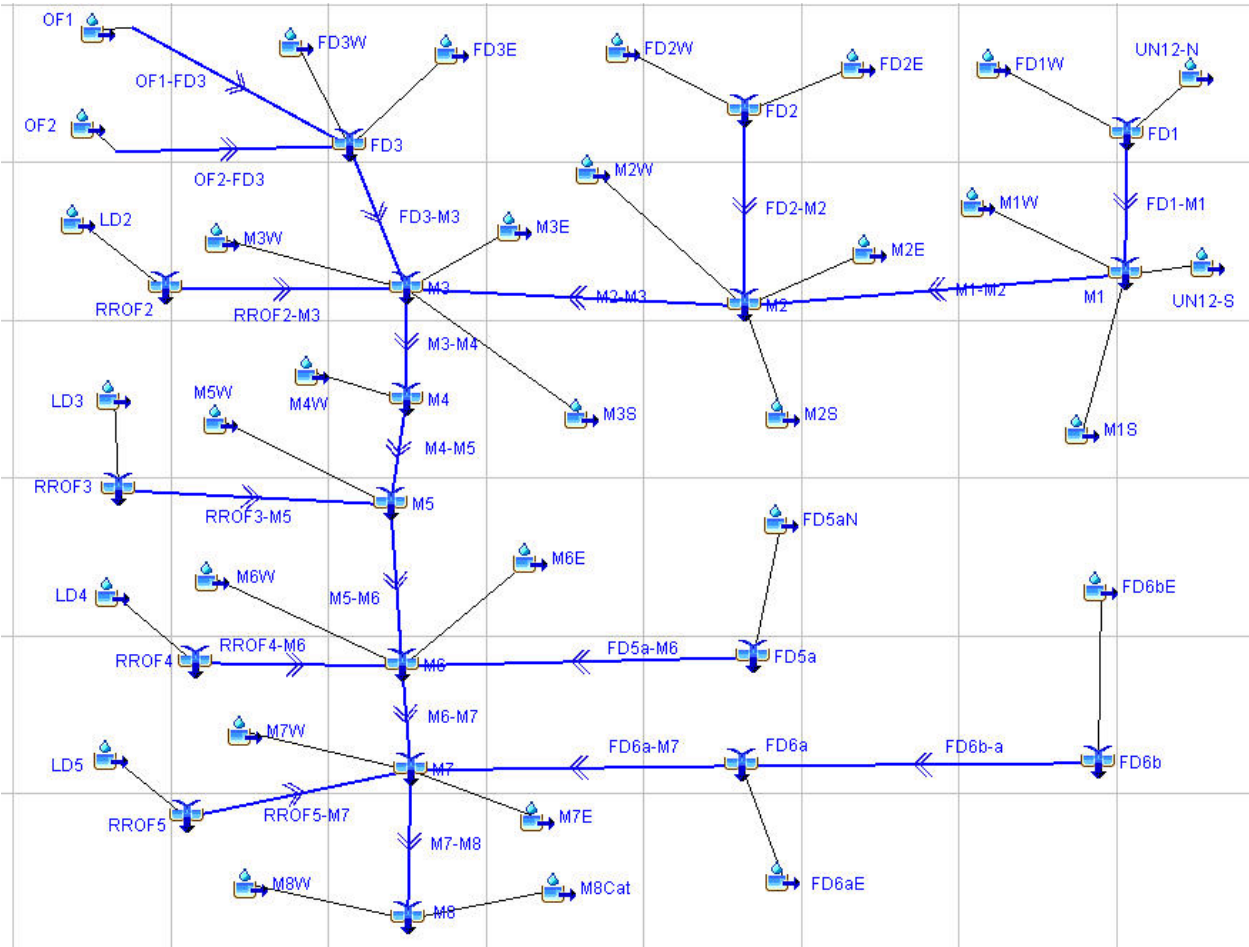 OF1
FD3W
FD3E
FD2W
FD2E
FD1W
UN12-N
OF1-FD3
OF2
FD3
FD2
FD1
OF2-FD3
M2W
LD2
FD3-M3
FD2-M2
M1W
FD1-M1
M3W
M3E
M2E
M3
M2-M3
M2
M1-M2
M1
UN12-S
RROF2
RROF2-M3
M3-M4
M4W
M4
M3S
M2S
M1S
LD3
M5W
M4-M5
RROF3
RROF3-M5
M5
FD5aN
M6W
M6E
FD6bE
LD4
M5-M6
RROF4
RROF4-M6
M6
FD5a-M6
FD5a
M6-M7
M7W
FD6a-M7
FD6a
FD6b-a
FD6b
LD5
M7
RROF5
RROF5-M7
M7E
M7-M8
M8W
M8Cat
FD6aE
M8